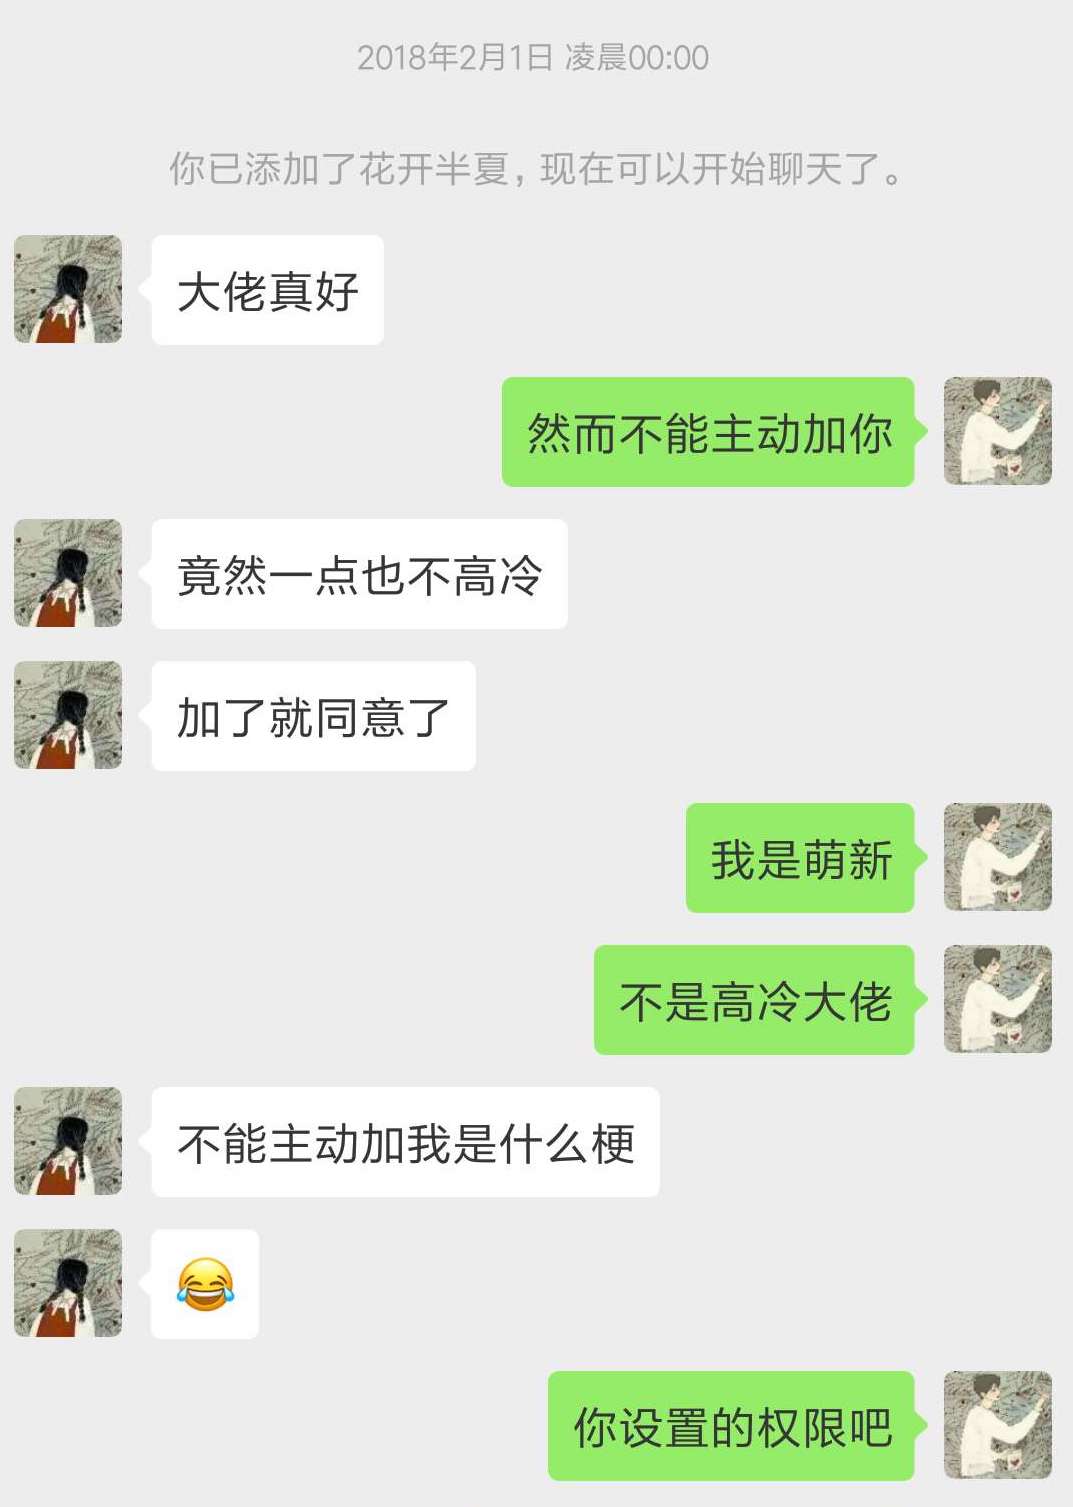 2018年2月1日 凌晨00:00
你已添加了花开半夏，现在可以开始聊天了。
大佬真好
然而不能主动加你
竟然一点也不高冷
加了就同意了
我是萌新
不是高冷大佬
不能主动加我是什么梗
😂
你设置的权限吧